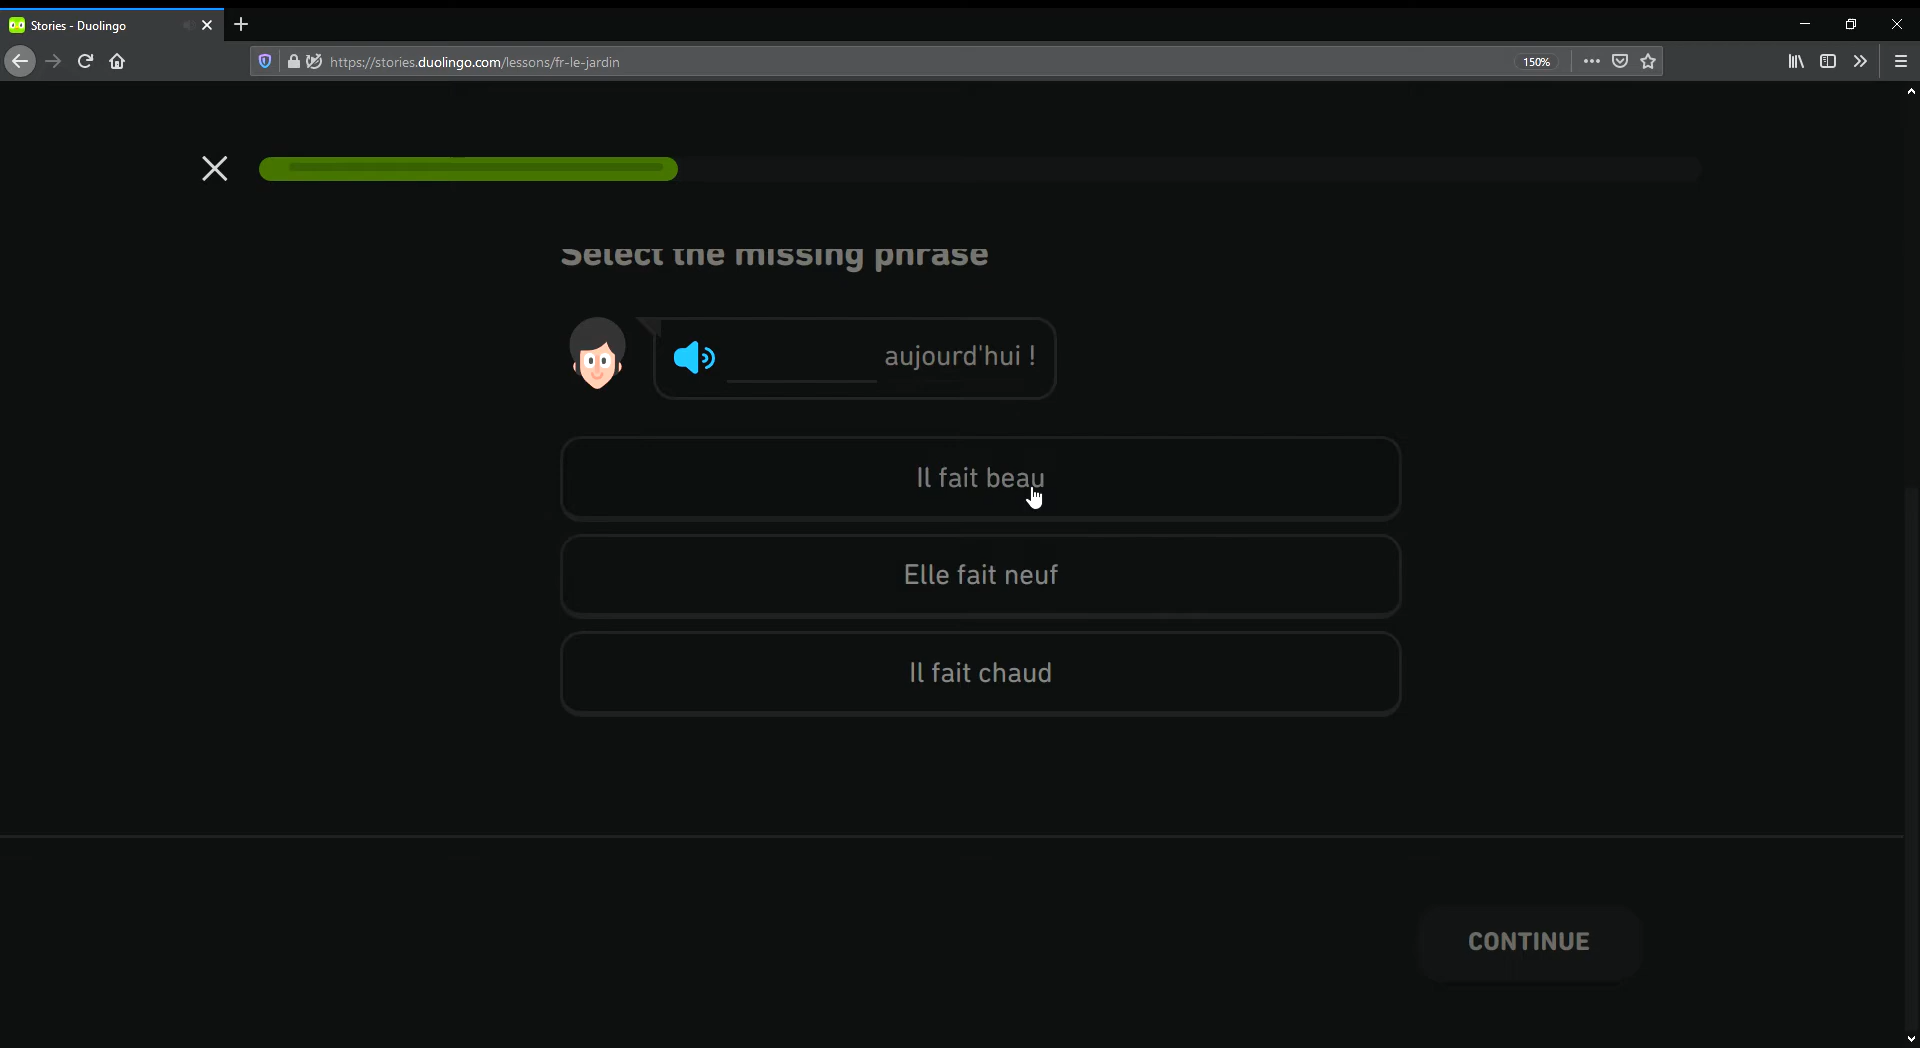 Stories - Duolingo
https://stories.duolingo.com/lessons/fr-le-jardin
150%
Select the missing phrase
aujourd'hui !
Il fait beau
Elle fait neuf
Il fait chaud
CONTINUE